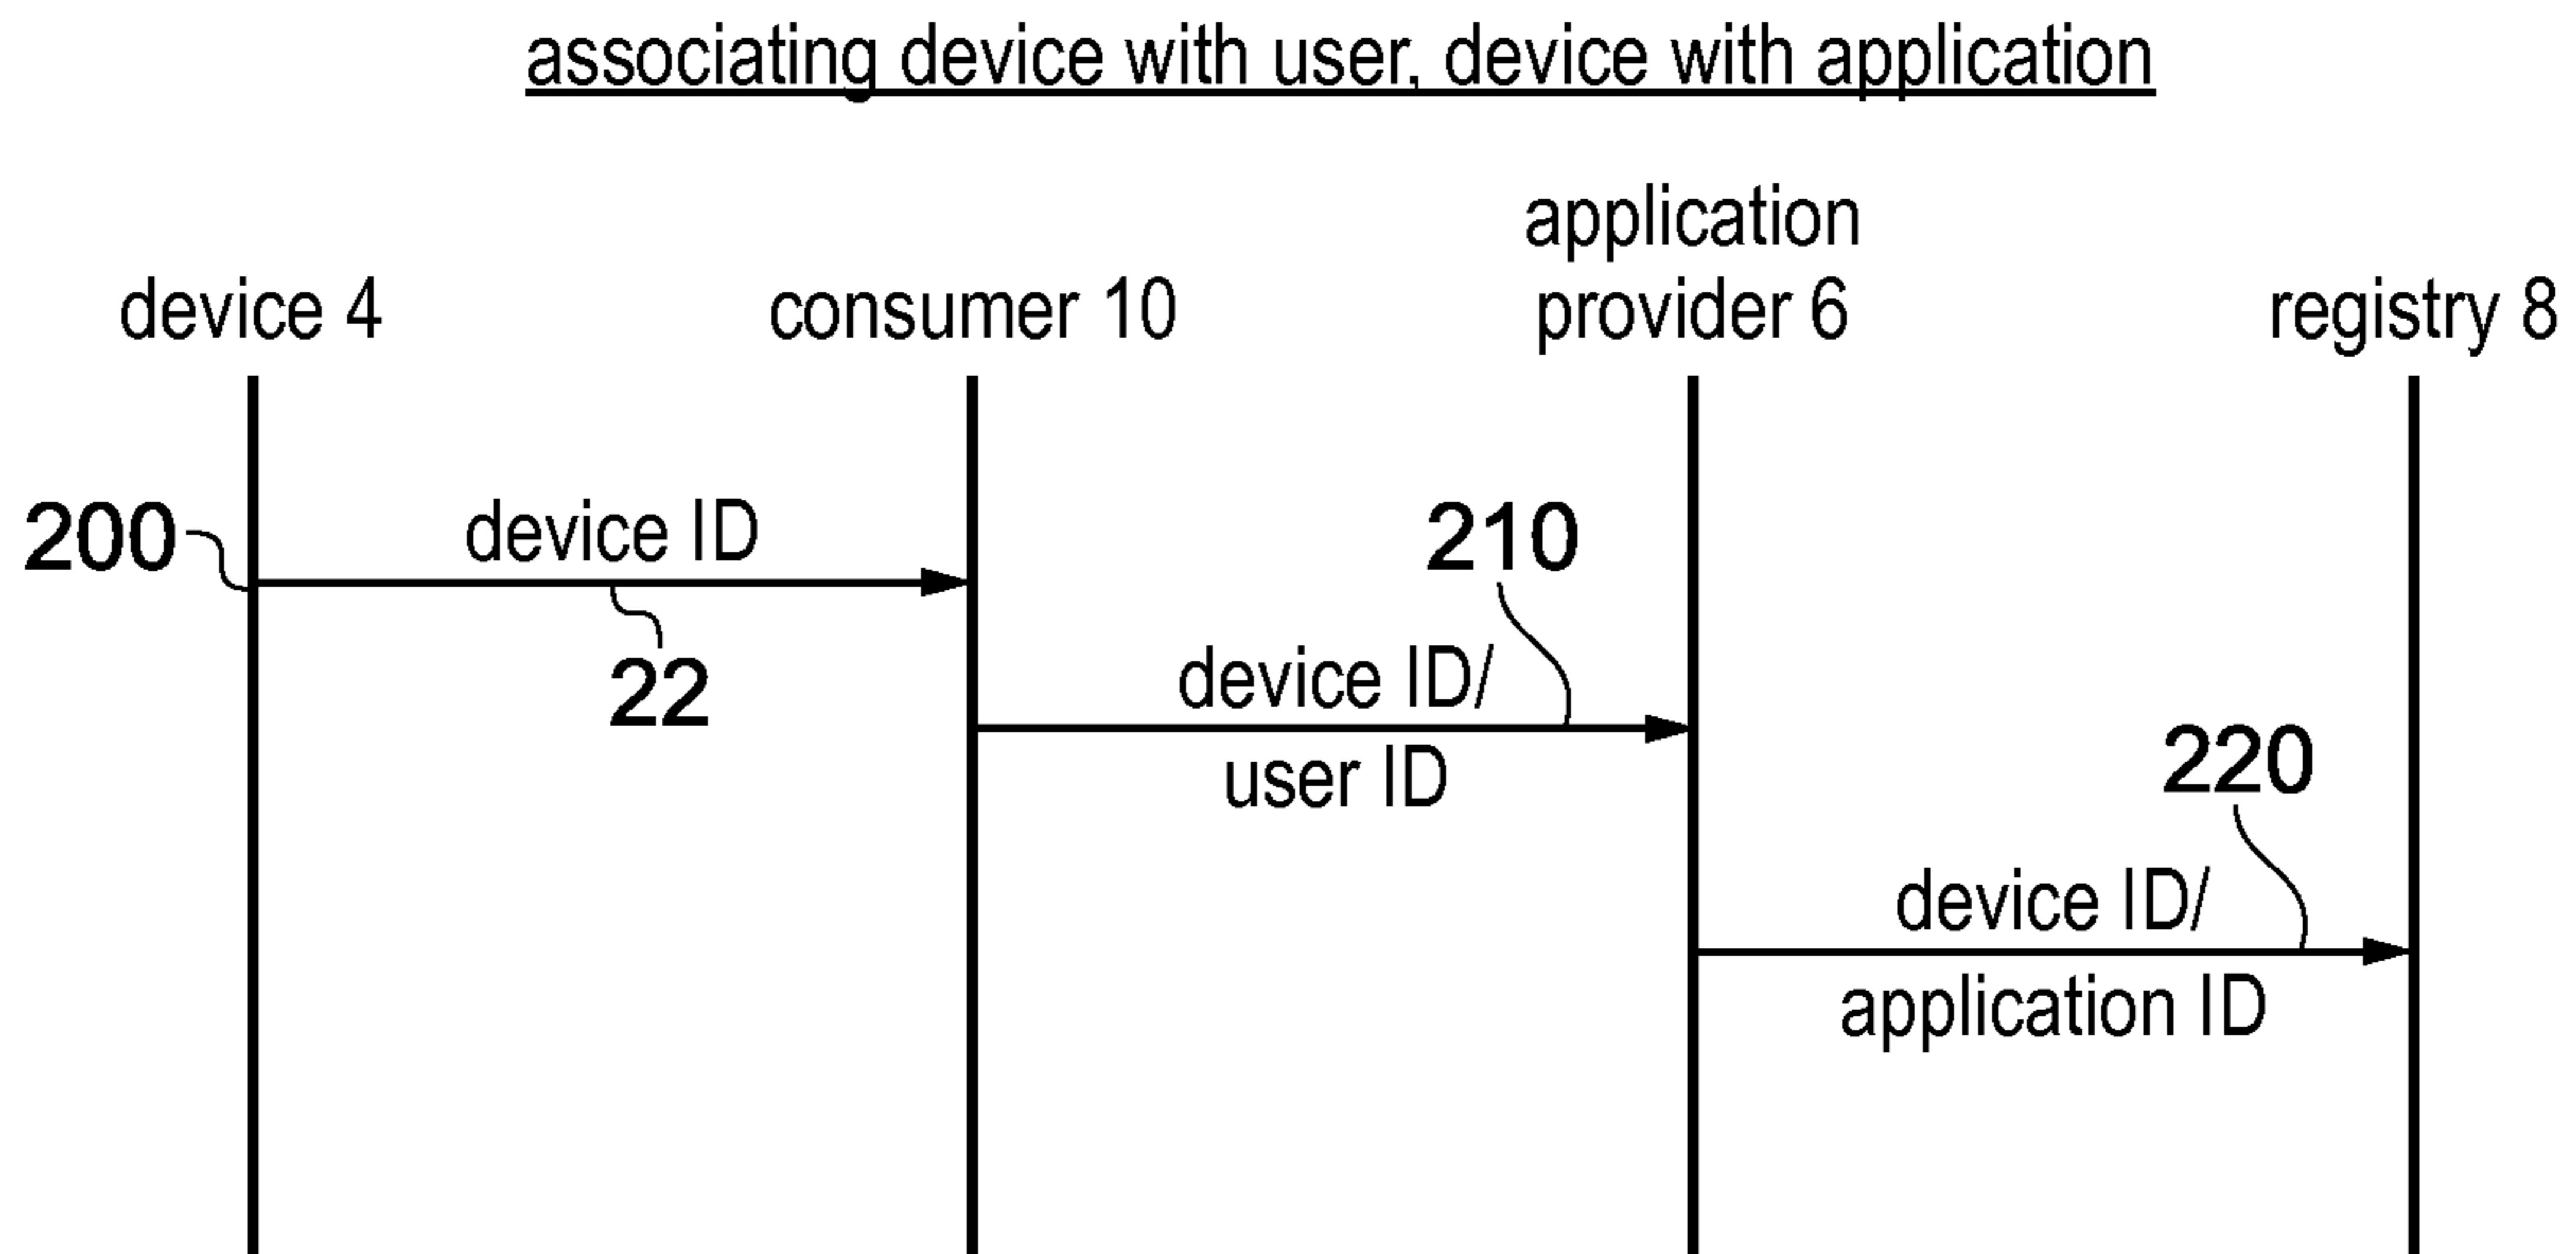 associating device with user, device with application
application
device 4 consumer 10 provider 6 registry 8
200 device ID 210
22
device ID/
user ID
220
device ID/
application ID